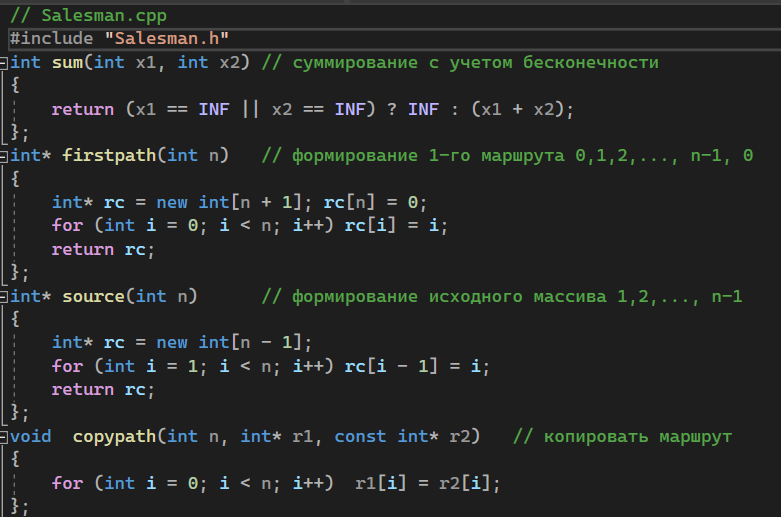 // Salesman.cpp
#include "Salesman.h"
int sum(int x1, int x2) // суммирование с учетом бесконечности
{
    return (x1 == INF || x2 == INF) ? INF : (x1 + x2);
};
int* firstpath(int n)   // формирование 1-го маршрута 0,1,2,..., n-1, 0
{
    int* rc = new int[n + 1]; rc[n] = 0;
    for (int i = 0; i < n; i++) rc[i] = i;
    return rc;
};
int* source(int n)      // формирование исходного массива 1,2,..., n-1
{
    int* rc = new int[n - 1];
    for (int i = 1; i < n; i++) rc[i - 1] = i;
    return rc;
};
void  copypath(int n, int* r1, const int* r2)   // копировать маршрут
{
    for (int i = 0; i < n; i++)  r1[i] = r2[i];
};